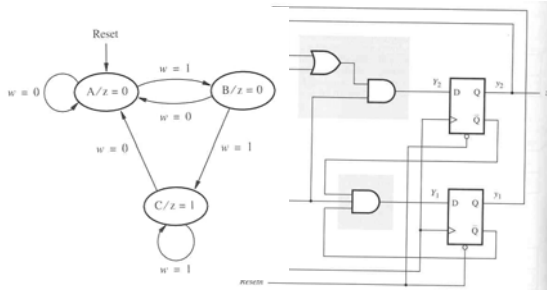 Reset
w = 1
w = 0
A/z = 0
B/z = 0
w = 0
w = 0
w = 1
C/z = 1
w = 1
Y₂
y₂
D Q
Q̄
Y₁
y₁
D Q
Q̄